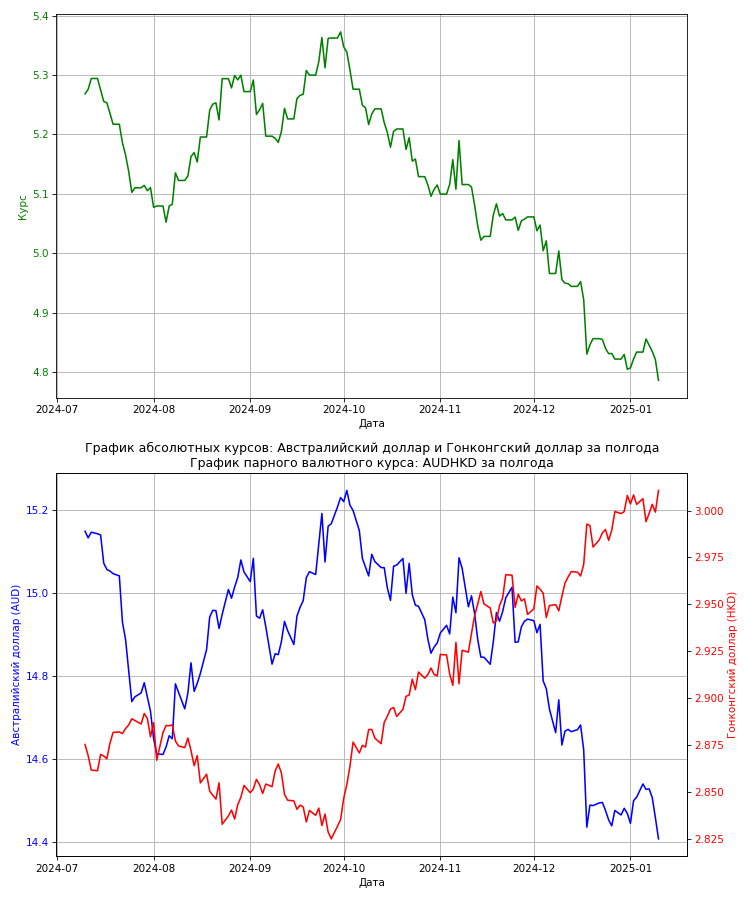 5.4
5.3
5.2
5.1
5.0
4.9
4.8
Курс
2024-07 2024-08 2024-09 2024-10 2024-11 2024-12 2025-01
Дата
График абсолютных курсов: Австралийский доллар и Гонконгский доллар за полгода
График парного валютного курса: AUDHKD за полгода
15.2
15.0
14.8
14.6
14.4
Австралийский доллар (AUD)
3.000
2.975
2.950
2.925
2.900
2.875
2.850
2.825
Гонконгский доллар (HKD)
2024-07 2024-08 2024-09 2024-10 2024-11 2024-12 2025-01
Дата